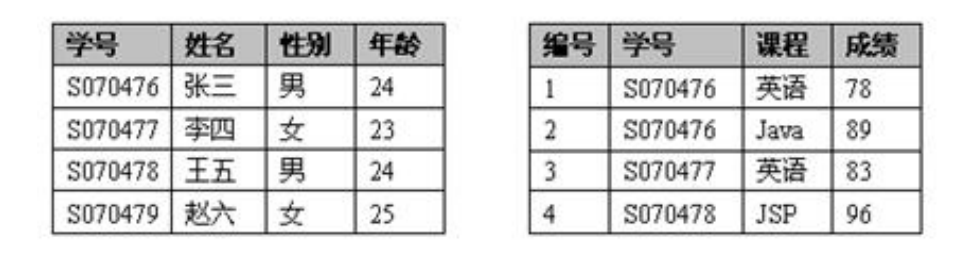 学号 姓名 性别 年龄
S070476 张三 男 24
S070477 李四 女 23
S070478 王五 男 24
S070479 赵六 女 25
编号 学号 课程 成绩
1 S070476 英语 78
2 S070476 Java 89
3 S070477 英语 83
4 S070478 JSP 96